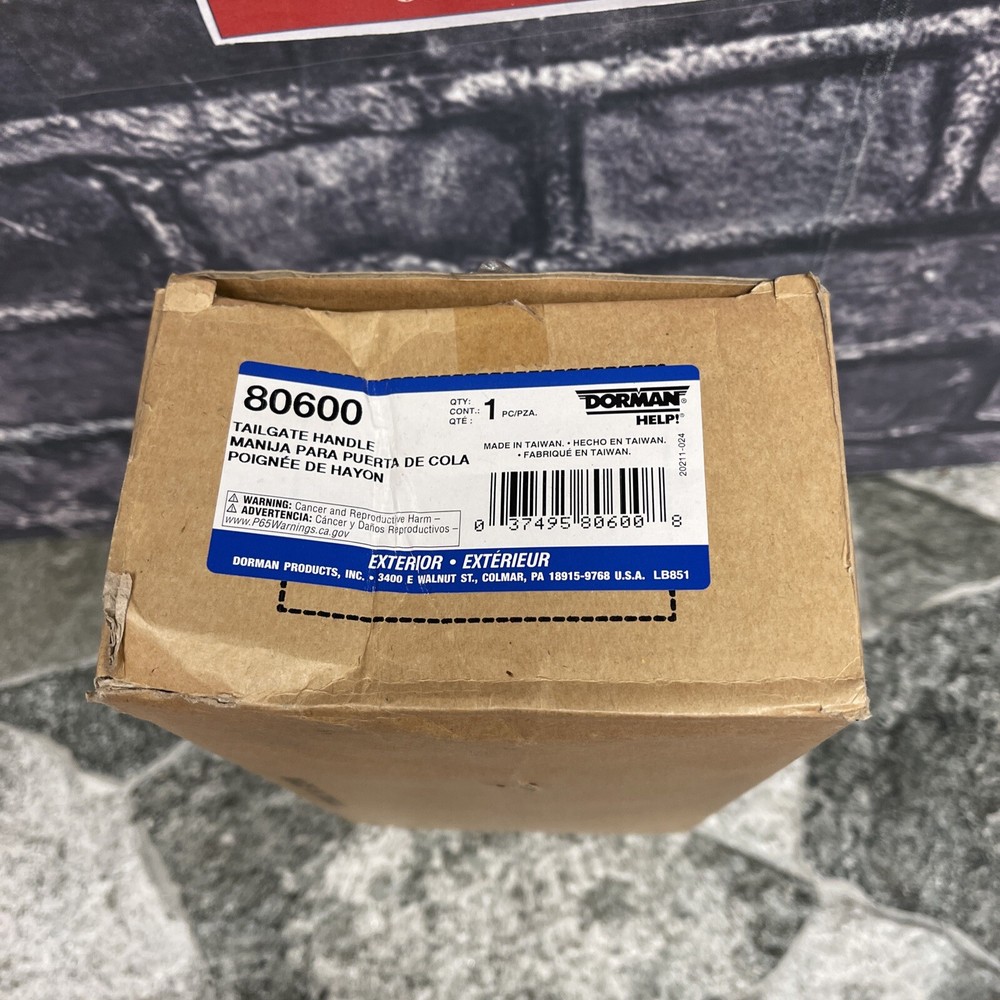 80600
TAILGATE HANDLE
MANIJA PARA PUERTA DE COLA
POIGNÉE DE HAYON
QTY:
CONT.: 1 PC/PZA.
QTÉ :
DORMAN®
HELP!®
MADE IN TAIWAN. • HECHO EN TAIWAN.
• FABRIQUÉ EN TAIWAN.
20211-024
⚠ WARNING: Cancer and Reproductive Harm –
⚠ ADVERTENCIA: Cáncer y Daños Reproductivos –
www.P65Warnings.ca.gov
0 37495 80600 8
EXTERIOR • EXTÉRIEUR
DORMAN PRODUCTS, INC. • 3400 E WALNUT ST., COLMAR, PA 18915-9768 U.S.A. LB851